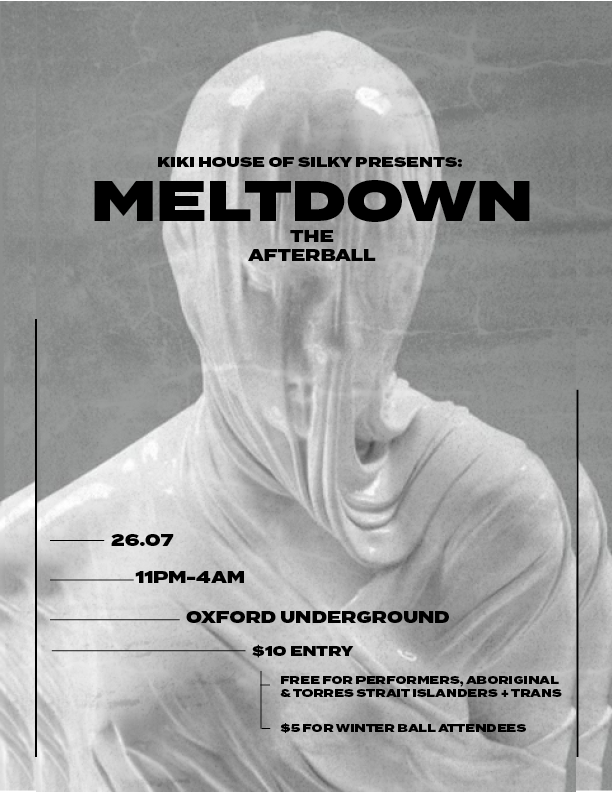 KIKI HOUSE OF SILKY PRESENTS:
MELTDOWN
THE
AFTERBALL
26.07
11PM-4AM
OXFORD UNDERGROUND
$10 ENTRY
FREE FOR PERFORMERS, ABORIGINAL
& TORRES STRAIT ISLANDERS + TRANS
$5 FOR WINTER BALL ATTENDEES